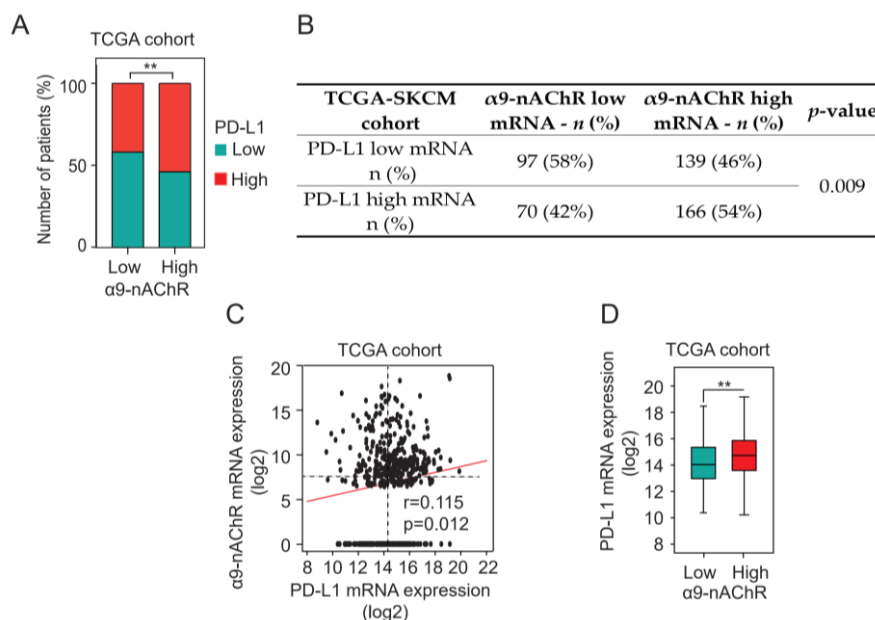 A
TCGA cohort
**
Number of patients (%)
100
50
0
Low
High
α9-nAChR
PD-L1
Low
High
B
TCGA-SKCM cohort
α9-nAChR low mRNA - n (%)
α9-nAChR high mRNA - n (%)
p-value
PD-L1 low mRNA n (%)
97 (58%)
139 (46%)
0.009
PD-L1 high mRNA n (%)
70 (42%)
166 (54%)
C
TCGA cohort
α9-nAChR mRNA expression
(log2)
20
15
10
5
0
r=0.115
p=0.012
8 10 12 14 16 18 20 22
PD-L1 mRNA expression
(log2)
D
TCGA cohort
**
PD-L1 mRNA expression
(log2)
20
18
16
14
12
10
8
Low High
α9-nAChR